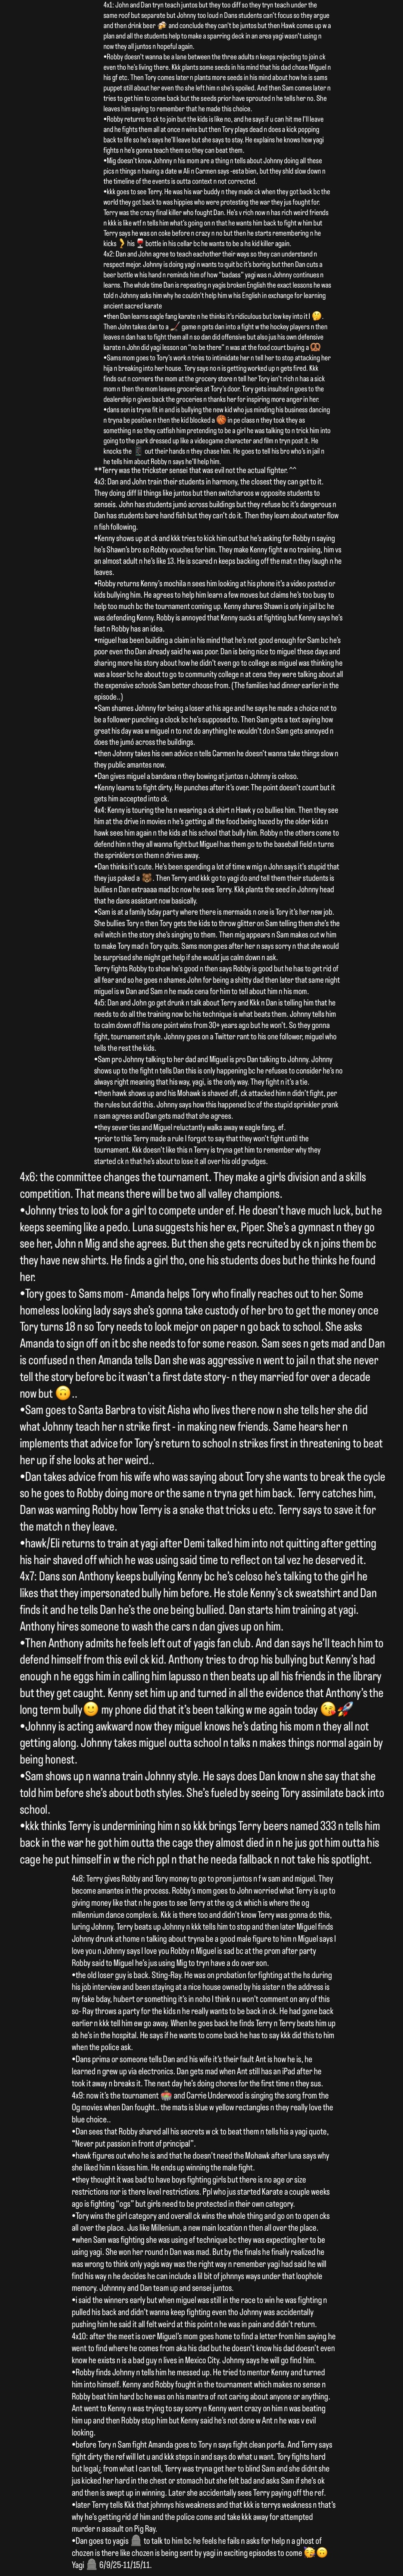 4x1: John and Dan tryn teach juntos but they too diff so they tryn teach under the
same roof but separate but Johnny too loud n Dans students can't focus so they argue
and then drink beer 🍻 and conclude they can't be juntos but then Hawk comes up w a
plan and all the students help to make a sparring deck in an area yagi wasn't using n
now they all juntos n hopeful again.
•Robby doesn't wanna be a lane between the three adults n keeps rejecting to join ck
even tho he's living there. Kkk plants some seeds in his mind that his dad chose Miguel n
his gf etc. Then Tory comes later n plants more seeds in his mind about how he is sams
puppet still about her even tho she left him n she's spoiled. And then Sam comes later n
tries to get him to come back but the seeds prior have sprouted n he tells her no. She
leaves him saying to remember that he made this choice.
•Robby returns to ck to join but the kids is like no, and he says if u can hit me I'll leave
and he fights them all at once n wins but then Tory plays dead n does a kick popping
back to life so he's says he'll leave but she says to stay. He explains he knows how yagi
fights n he's gonna teach them so they can beat them.
•Mig doesn't know Johnny n his mom are a thing n tells about Johnny doing all these
pics n things n having a date w Ali n Carmen says -esta bien, but they shld slow down n
the timeline of the events is outta context n not corrected.
•kkk goes to see Terry. He was his war buddy n they made ck when they got back bc the
world they got back to was hippies who were protesting the war they just fought for.
Terry was the crazy final killer who fought Dan. He's v rich now n has rich weird friends
n kkk is like wtf n tells him what's going on n that he wants him back to fight w him but
Terry says he was on coke before n crazy n no but then he starts remembering n he
kicks 🦵 his 🍷 bottle in his cellar bc he wants to be a hs kid killer again.
4x2: Dan and John agree to teach eachother their ways so they can understand n
respect mejor. Johnny is doing yagi n wants to quit bc it's boring but then Dan cuts a
beer bottle w his hand n reminds him of how "badass" yagi was n Johnny continues n
learns. The whole time Dan is repeating n yagis broken English the exact lessons he was
told n Johnny asks him why he couldn't help him w his English in exchange for learning
ancient sacred karate
•then Dan learns eagle fang karate n he thinks it's ridiculous but low key into it I 🤔.
Then John takes dan to a 🏒 game n gets dan into a fight w the hockey players n then
leaves n dan has to fight them all n so dan did defensive but also juts his own defensive
karate n John did yagi lesson on "no be there" n was at the food court buying a 🥨
•Sams mom goes to Tory's work n tries to intimidate her n tell her to stop attacking her
hija n breaking into her house. Tory says no n is getting worked up n gets fired. Kkk
finds out n corners the mom at the grocery store n tell her Tory isn't rich n has a sick
mom then the mom leaves groceries at Tory's door. Tory gets insulted n goes to the
dealership n gives back the groceries n thanks her for inspiring more anger in her.
•dans son is tryna fit in and is bullying this new kid who jus minding his business dancing
n tryna be positive n then the kid blocked a 🏀 in pe class n they took they as
something n so they catfish him pretending to be a girl he was talking to n trick him into
going to the park dressed up like a videogame character and film n tryn post it. He
knocks the 📱 out their hands n chases him. He goes to tell his bro who he's in jail n
he tells him about Robby n says he'll help him.
**Terry was the trickster sensei that was evil not the actual fighter. ^^
4x3: Dan and John train their students in harmony, the closest they can get to it.
They doing diff lil things like juntos but then switcharoo w opposite students to
senseis. John has students jumping off a roof but they refuse bc it's dangerous n
Dan has students bare hand fish but they can't do it. Then they learn about water flow
n fish following.
•Kenny shows up at ck and kkk tries to kick him out but he's asking for Robby n saying
he's Shawn's bro so Robby vouches for him. They make Kenny fight w no training, him vs
an almost adult n he's like 13. He is scared n keeps backing off the mat n they laugh n he
leaves.
•Robby returns Kenny's mochila n sees him looking at his phone it's a video posted or
kids bullying him. He agrees to help him learn a few moves but claims he's too busy to
help too much bc the tournament coming up. Kenny shares Shawn is only in jail bc he
was defending Kenny. Robby is annoyed that Kenny sucks at fighting but Kenny says he's
fast n Robby has an idea.
•miguel has been building a claim in his mind that he's not good enough for Sam bc he's
poor even tho Dan already said he was poor. Dan is being nice to miguel these days and
sharing more his story about how he didn't even go to college as miguel was thinking he
was a loser bc he about to go to community college n at cena they were talking about all
the expensive schools Sam better choose from. (The families had dinner earlier in the
episode..)
•Sam shames Johnny for being a loser at his age and he says he made a choice not to
be a follower punching a clock bc he's supposed to. Then Sam gets a text saying how
great his day was w miguel n to not do anything he wouldn't do n Sam gets annoyed n
does the jumó across the buildings.
•then Johnny takes his own advice n tells Carmen He doesn't wanna take things slow n
they public amantes now.
•Dan gives miguel a bandana n they bowing at juntos n Johnny is celoso.
•Kenny learns to fight dirty. He punches after it's over. The point doesn't count but it
gets him accepted into ck.
4x4: Kenny is touring the hs n wearing a ck shirt n Hawk y co bullies him. Then they see
him at the drive in movies n he's getting all the food being hazed by the older kids n
hawk sees him again n the kids at his school that bully him. Robby n the others come to
defend him n they all wanna fight but Miguel has them go to the baseball field n turns
the sprinklers on them n drives away.
•Dan thinks it's cute. He's been spending a lot of time w mig n John says it's stupid that
they jus poked a 🐻. Then Terry and kkk go to yagi do and tell them their students is
bullies n Dan extraaaa mad bc now he seee Terry. Kkk plants the seed in Johnny head
that he dans assistant now basically.
•Sam is at a family bday party where there is mermaids n one is Tory it's her new job.
She bullies Tory n then Tory gets the kids to throw glitter on Sam telling them she's the
evil witch in the story she's singing to them. Then mig appears n Sam makes out w him
to make Tory mad n Tory quits. Sams mom goes after her n says sorry n that she would
be surprised she might get help if she would jus calm down n ask.
Terry fights Robby to show he's good n then says Robby is good but he has to get rid of
all fear and so he goes n shames John for being a shitty dad then later that same night
miguel is w Dan and Sam n he made cena for him to tell about him n his mom.
4x5: Dan and John go get drunk n talk about Terry and Kkk n Dan is telling him that he
needs to do all the training now bc his technique is what beats them. Johnny tells him
to calm down off his one point wins from 30+ years ago but he won't. So they gonna
fight, tournament style. Johnny goes on a Twitter rant to his one follower, miguel who
tells the rest the kids.
•Sam pro Johnny talking to her dad and Miguel is pro Dan talking to Johnny. Johnny
shows up to the fight n tells Dan this is only happening bc he refuses to consider he's no
always right meaning that his way, yagi, is the only way. They fight n it's a tie.
•then hawk shows up and his Mohawk is shaved off, ck attacked him n didn't fight, per
the rules but did this. Johnny says how this happened bc of the stupid sprinkler prank
n sam agrees and Dan gets mad that she agrees.
•they sever ties and Miguel reluctantly walks away w eagle fang, ef.
•prior to this Terry made a rule I forgot to say that they won't fight until the
tournament. Kkk doesn't like this n Terry is tryna get him to remember why they
started ck n that he's about to lose it all over his old grudges.
4x6: the committee changes the tournament. They make a girls division and a skills
competition. That means there will be two all valley champions.
•Johnny tries to look for a girl to compete under ef. He doesn't have much luck, but he
keeps seeming like a pedo. Luna suggests his her ex, Piper. She's a gymnast n they go
see her, John n Mig and she agrees. But then she gets recruited by ck n joins them bc
they have new shirts. He finds a girl tho, one his students does but he thinks he found
her.
•Tory goes to Sams mom - Amanda helps Tory who finally reaches out to her. Some
homeless looking lady says she's gonna take custody of her bro to get the money once
Tory turns 18 n so Tory needs to look mejor on paper n go back to school. She asks
Amanda to sign off on it bc she needs to for some reason. Sam sees n gets mad and Dan
is confused n then Amanda tells Dan she was aggressive n went to jail n that she never
tell the story before bc it wasn't a first date story- n they married for over a decade
now but 🙃..
•Sam goes to Santa Barbra to visit Aisha who lives there now n she tells her she did
what Johnny teach her n strike first - in making new friends. Sane hears her n
implements that advice for Tory's return to school n strikes first in threatening to beat
her up if she looks at her weird..
•Dan takes advice from his wife who was saying about Tory she wants to break the cycle
so he goes to Robby doing more or the same n tryna get him back. Terry catches him,
Dan was warning Robby how Terry is a snake that tricks u etc. Terry says to save it for
the match n they leave.
•hawk/Eli returns to train at yagi after Demi talked him into not quitting after getting
his hair shaved off which he was using said time to reflect on tal vez he deserved it.
4x7: Dans son Anthony keeps bullying Kenny bc he's celoso he's talking to the girl he
likes that they impersonated bully him before. He stole Kenny's ck sweatshirt and Dan
finds it and he tells Dan he's the one being bullied. Dan starts him training at yagi.
Anthony hires someone to wash the cars n dan gives up on him.
•Then Anthony admits he feels left out of yagis fan club. And dan says he'll teach him to
defend himself from this evil ck kid. Anthony tries to drop his bullying but Kenny's had
enough n he eggs him in calling him lapusso n then beats up all his friends in the library
but they get caught. Kenny set him up and turned in all the evidence that Anthony's the
long term bully🙂 my phone did that it's been talking w me again today 😘🚀
•Johnny is acting awkward now they miguel knows he's dating his mom n they all not
getting along. Johnny takes miguel outta school n talks n makes things normal again by
being honest.
•Sam shows up n wanna train Johnny style. He says does Dan know n she say that she
told him before she's about both styles. She's fueled by seeing Tory assimilate back into
school.
•kkk thinks Terry is undermining him n so kkk brings Terry beers named 333 n tells him
back in the war he got him outta the cage they almost died in n he jus got him outta his
cage he put himself in w the rich ppl n that he needa fallback n not take his spotlight.
4x8: Terry gives Robby and Tory money to go to prom juntos n f w sam and miguel. They
become amantes in the process. Robby's mom goes to John worried what Terry is up to
giving money like that n he goes to see Terry at the og ck which is where the og
millennium dance complex is. Kkk is there too and didn't know Terry was gonna do this,
luring Johnny. Terry beats up Johnny n kkk tells him to stop and then later Miguel finds
Johnny drunk at home n talking about tryna be a good male figure to him n Miguel says I
love you n Johnny says I love you Robby n Miguel is sad bc at the prom after party
Robby said to Miguel he's jus using Mig to tryn have a do over son.
•the old loser guy is back. Sting-Ray. He was on probation for fighting at the hs during
his job interview and been staying at a nice house owned by his sister n the address is
my fake bday, hubert or something it's in noho I think n u won't comment on any of this
so- Ray throws a party for the kids n he really wants to be back in ck. He had gone back
earlier n kkk tell him ew go away. When he goes back he finds Terry n Terry beats him up
sb he's in the hospital. He says if he wants to come back he has to say kkk did this to him
when the police ask.
•Dans prima or someone tells Dan and his wife it's their fault Ant is how he is, he
learned n grew up via electronics. Dan gets mad when Ant still has an iPad after he
took it away n breaks it. The next day he's doing chores for the first time n they sus.
4x9: now it's the tournament 🏟️ and Carrie Underwood is singing the song from the
Og movies when Dan fought.. the mats is blue w yellow rectangles n they really love the
blue choice..
•Dan sees that Robby shared all his secrets w ck to beat them n tells his a yagi quote,
"Never put passion in front of principal".
•hawk figures out who he is and that he doesn't need the Mohawk after luna says why
she liked him n kisses him. He ends up winning the male fight.
•they thought it was bad to have boys fighting girls but there is no age or size
restrictions nor is there level restrictions. Ppl who jus started Karate a couple weeks
ago is fighting "ogs" but girls need to be protected in their own category.
•Tory wins the girl category and overall ck wins the whole thing and go on to open cks
all over the place. Jus like Millenium, a new main location n then all over the place.
•when Sam was fighting she was using ef technique bc they was expecting her to be
using yagi. She won her round n Dan was mad. But by the finals he finally realized he
was wrong to think only yagis way was the right way n remember yagi had said he will
find his way n he decides he can include a lil bit of johnnys ways under that loophole
memory. Johnnny and Dan team up and sensei juntos.
•i said the winners early but when miguel was still in the race to win he was fighting n
pulled his back and didn't wanna keep fighting even tho Johnny was accidentally
pushing him he said it all felt weird at this point n he was in pain and didn't return.
4x10: after the meet is over Miguel's mom goes home to find a letter from him saying he
went to find where he comes from aka his dad but he doesn't know his dad doesn't even
know he exists n is a bad guy n lives in Mexico City. Johnny says he will go find him.
•Robby finds Johnny n tells him he messed up. He tried to mentor Kenny and turned
him into himself. Kenny and Robby fought in the tournament which makes no sense n
Robby beat him hard bc he was on his mantra of not caring about anyone or anything.
Ant went to Kenny n was trying to say sorry n Kenny went crazy on him n was beating
him up and then Robby stop him but Kenny said he's not done w Ant n he was v evil
looking.
•before Tory n Sam fight Amanda goes to Tory n says fight clean porfa. And Terry says
fight dirty the ref will let u and kkk steps in and says do what u want. Tory fights hard
but legal¿ from what I can tell, Terry was tryna get her to blind Sam and she didnt she
jus kicked her hard in the chest or stomach but she felt bad and asks Sam if she's ok
and then is swept up in winning. Later she accidentally sees Terry paying off the ref.
•later Terry tells Kkk that johnnys his weakness and that kkk is terrys weakness n that's
why he's getting rid of him and the police come and take kkk away for attempted
murder n assault on Pig Ray.
•Dan goes to yagis 🪦 to talk to him bc he feels he fails n asks for help n a ghost of
chozen is there like chozen is being sent by yagi in exciting episodes to come 🥳🙃
Yagi 🪦 6/9/25-11/15/11.